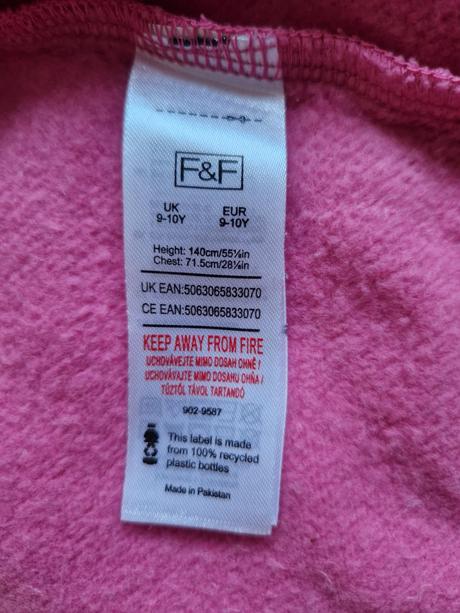 F&F
UK EUR
9-10Y 9-10Y
Height: 140cm/55⅛in
Chest: 71.5cm/28⅛in
UK EAN:5063065833070
CE EAN:5063065833070
KEEP AWAY FROM FIRE
UCHOVÁVEJTE MIMO DOSAH OHNĚ /
UCHOVÁVAJTE MIMO DOSAHU OHŇA /
TŰZTŐL TÁVOL TARTANDÓ
902-9587
This label is made
from 100% recycled
plastic bottles
Made in Pakistan